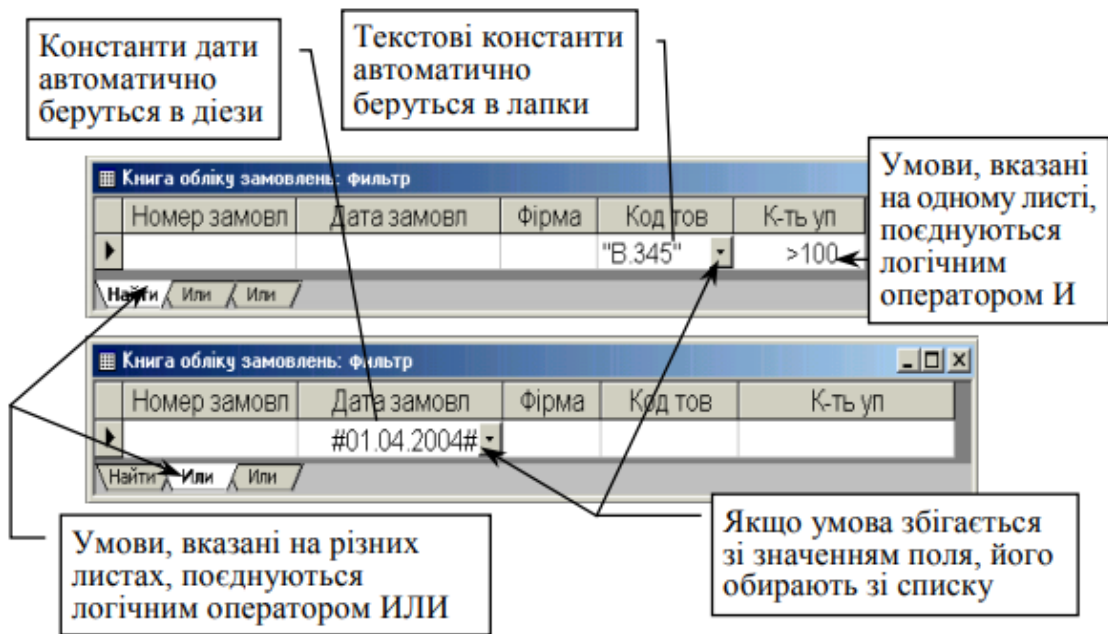 Константи дати
автоматично
беруться в діези
Текстові константи
автоматично
беруться в лапки
Умови, вказані
на одному листі,
поєднуються
логічним
оператором И
Книга обліку замовлень: фильтр
Номер замовл Дата замовл Фірма Код тов К-ть уп
"В.345" >100
Найти Или Или
Книга обліку замовлень: фильтр
Номер замовл Дата замовл Фірма Код тов К-ть уп
#01.04.2004#
Найти Или Или
Умови, вказані на різних
листах, поєднуються
логічним оператором ИЛИ
Якщо умова збігається
зі значенням поля, його
обирають зі списку